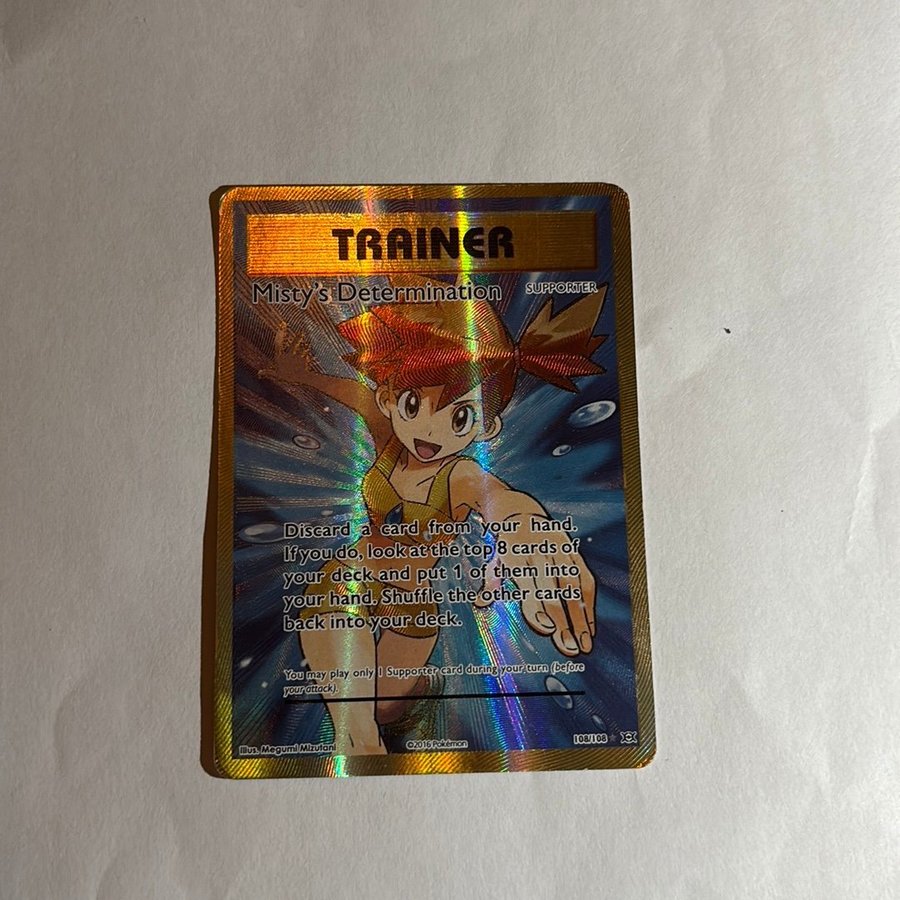 TRAINER
Misty's Determination SUPPORTER
Discard a card from your hand.
If you do, look at the top 8 cards of
your deck and put 1 of them into
your hand. Shuffle the other cards
back into your deck.
You may play only 1 Supporter card during your turn (before
your attack).
Illus. Megumi Mizutani ©2016 Pokémon 108/108